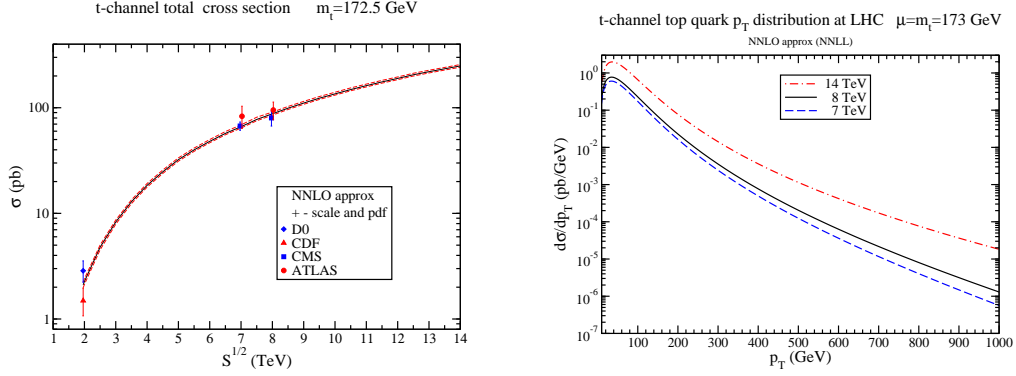 t-channel total cross section m_t=172.5 GeV
100
10
1
σ (pb)
NNLO approx
+ - scale and pdf
D0
CDF
CMS
ATLAS
1 2 3 4 5 6 7 8 9 10 11 12 13 14
S^{1/2} (TeV)
t-channel top quark p_T distribution at LHC μ=m_t=173 GeV
NNLO approx (NNLL)
14 TeV
8 TeV
7 TeV
10^0
10^{-1}
10^{-2}
10^{-3}
10^{-4}
10^{-5}
10^{-6}
10^{-7}
dσ/dp_T (pb/GeV)
100 200 300 400 500 600 700 800 900 1000
p_T (GeV)